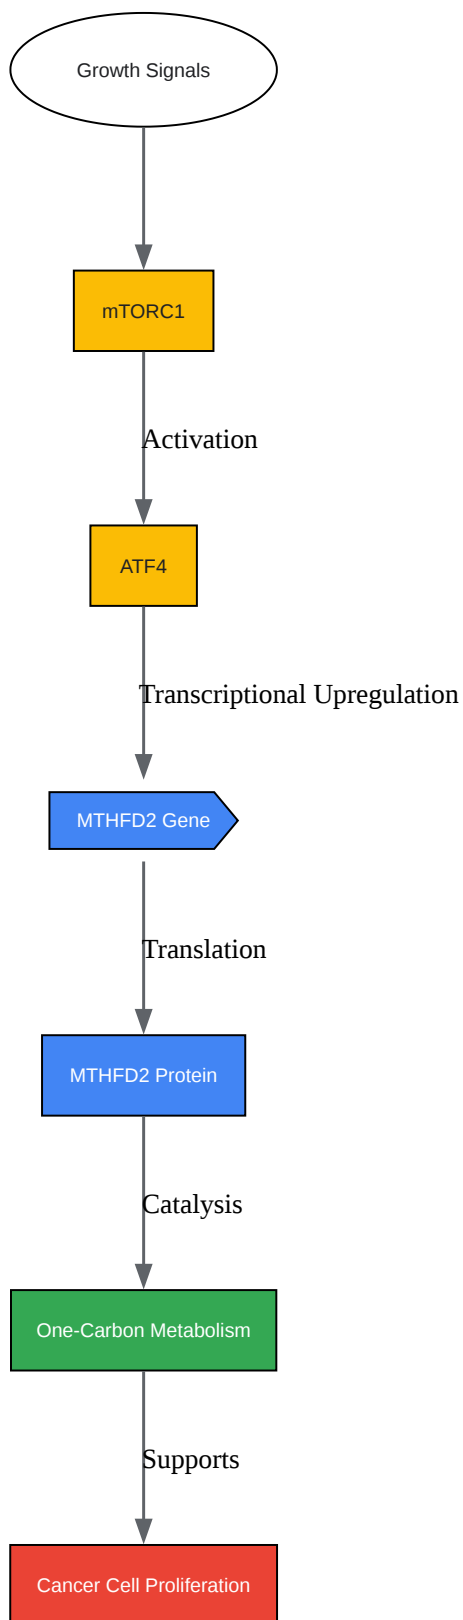 Growth Signals
mTORC1
Activation
ATF4
Transcriptional Upregulation
MTHFD2 Gene
Translation
MTHFD2 Protein
Catalysis
One-Carbon Metabolism
Supports
Cancer Cell Proliferation